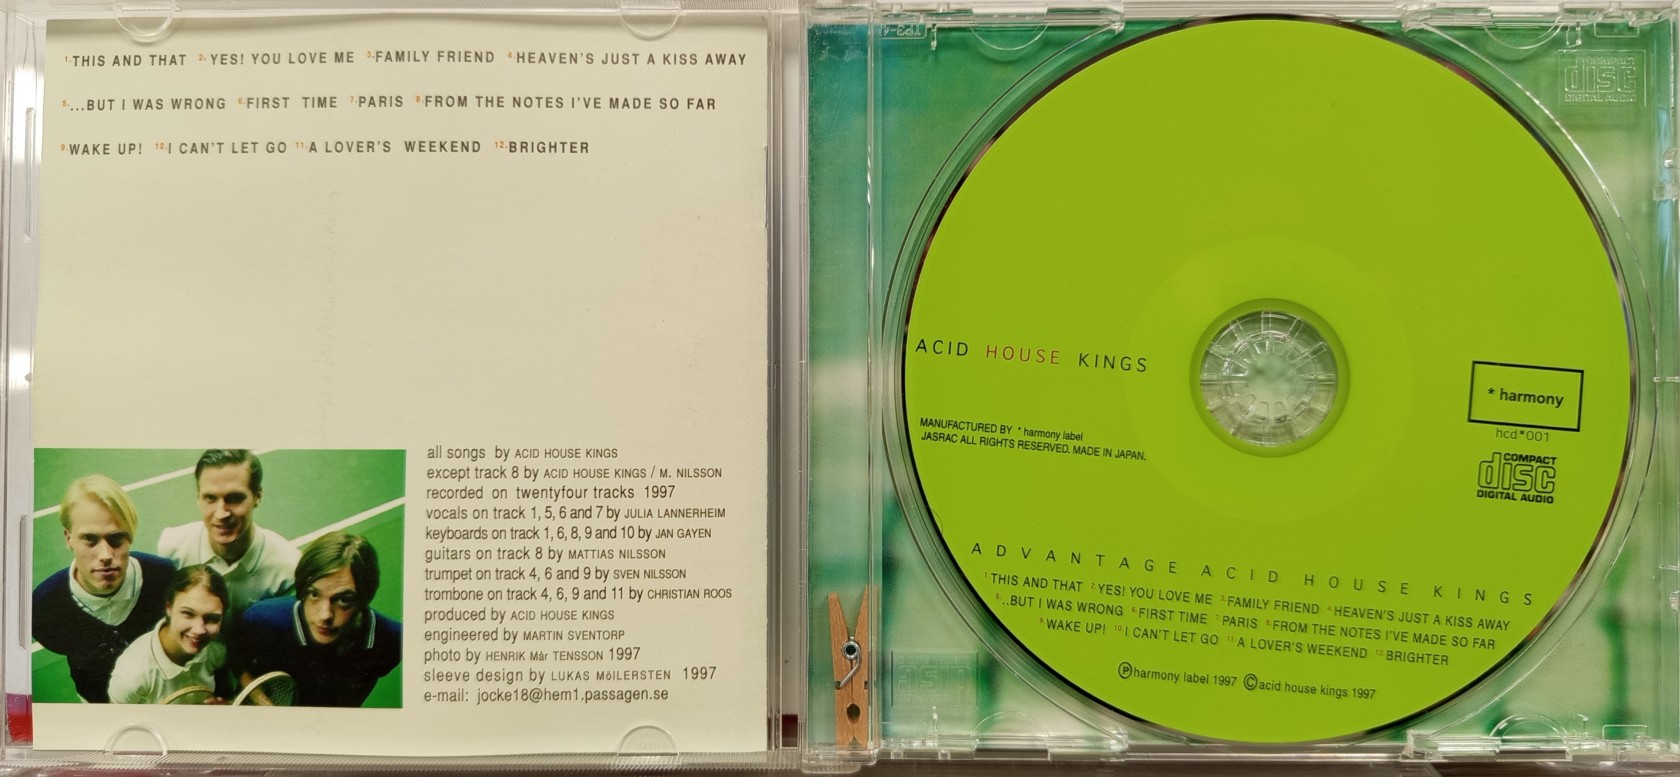 1.THIS AND THAT 2.YES! YOU LOVE ME 3.FAMILY FRIEND 4.HEAVEN'S JUST A KISS AWAY
5....BUT I WAS WRONG 6.FIRST TIME 7.PARIS 8.FROM THE NOTES I'VE MADE SO FAR
9.WAKE UP! 10.I CAN'T LET GO 11.A LOVER'S WEEKEND 12.BRIGHTER
all songs by ACID HOUSE KINGS
except track 8 by ACID HOUSE KINGS / M. NILSSON
recorded on twentyfour tracks 1997
vocals on track 1, 5, 6 and 7 by JULIA LANNERHEIM
keyboards on track 1, 6, 8, 9 and 10 by JAN GAYEN
guitars on track 8 by MATTIAS NILSSON
trumpet on track 4, 6 and 9 by SVEN NILSSON
trombone on track 4, 6, 9 and 11 by CHRISTIAN ROOS
produced by ACID HOUSE KINGS
engineered by MARTIN SVENTORP
photo by HENRIK Mår TENSSON 1997
sleeve design by LUKAS MöllERSTEN 1997
e-mail: jocke18@hem1.passagen.se
COMPACT
disc
DIGITAL AUDIO
ACID HOUSE KINGS
MANUFACTURED BY * harmony label
JASRAC ALL RIGHTS RESERVED. MADE IN JAPAN.
* harmony
hcd*001
COMPACT
disc
DIGITAL AUDIO
ADVANTAGE ACID HOUSE KINGS
1.THIS AND THAT 2.YES! YOU LOVE ME 3.FAMILY FRIEND 4.HEAVEN'S JUST A KISS AWAY
5...BUT I WAS WRONG 6.FIRST TIME 7.PARIS 8.FROM THE NOTES I'VE MADE SO FAR
9.WAKE UP! 10.I CAN'T LET GO 11.A LOVER'S WEEKEND 12.BRIGHTER
Ⓟharmony label 1997 ©acid house kings 1997